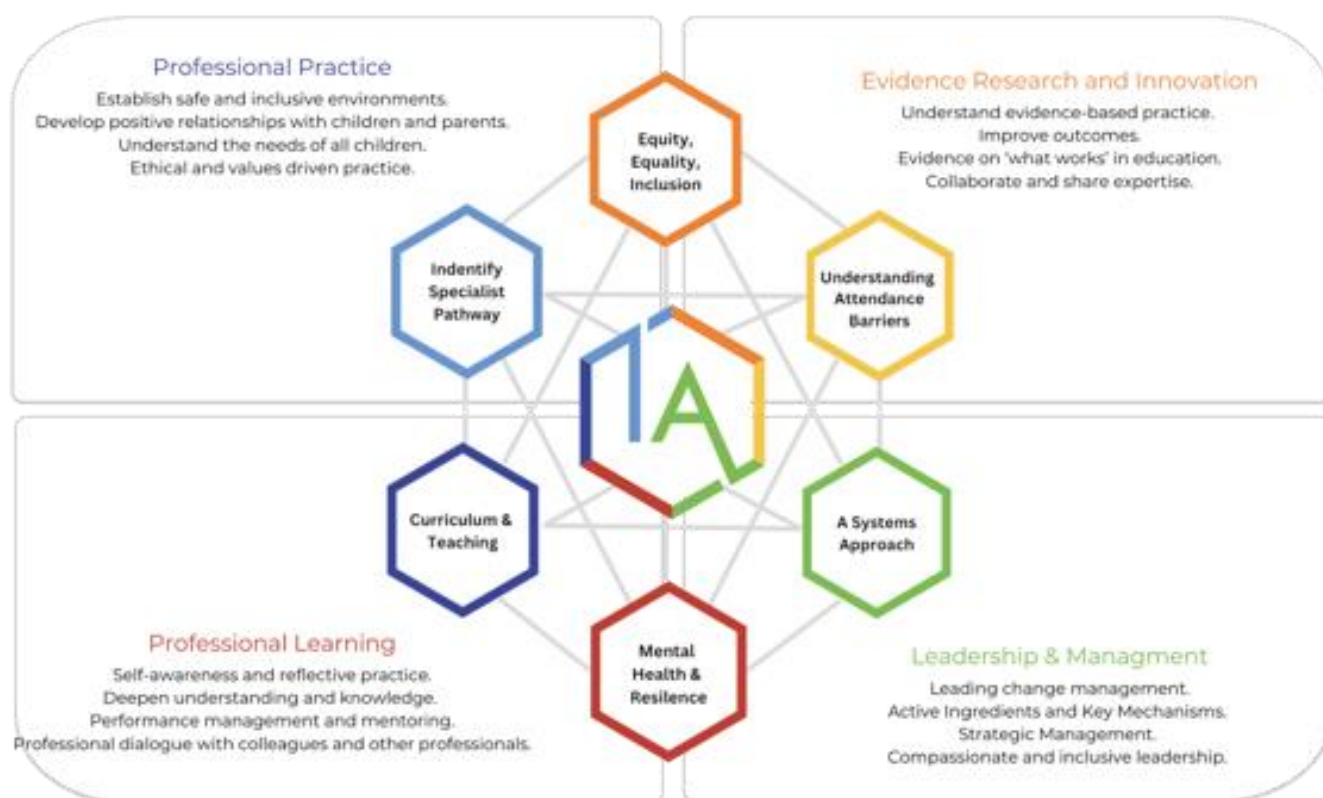 Professional Practice
Establish safe and inclusive environments.
Develop positive relationships with children and parents.
Understand the needs of all children.
Ethical and values driven practice.
Evidence Research and Innovation
Understand evidence-based practice.
Improve outcomes.
Evidence on 'what works' in education.
Collaborate and share expertise.
Equity,
Equality,
Inclusion
Indentify
Specialist
Pathway
Understanding
Attendance
Barriers
1A
Curriculum &
Teaching
A Systems
Approach
Mental
Health &
Resilence
Professional Learning
Self-awareness and reflective practice.
Deepen understanding and knowledge.
Performance management and mentoring.
Professional dialogue with colleagues and other professionals.
Leadership & Managment
Leading change management.
Active Ingredients and Key Mechanisms.
Strategic Management.
Compassionate and inclusive leadership.